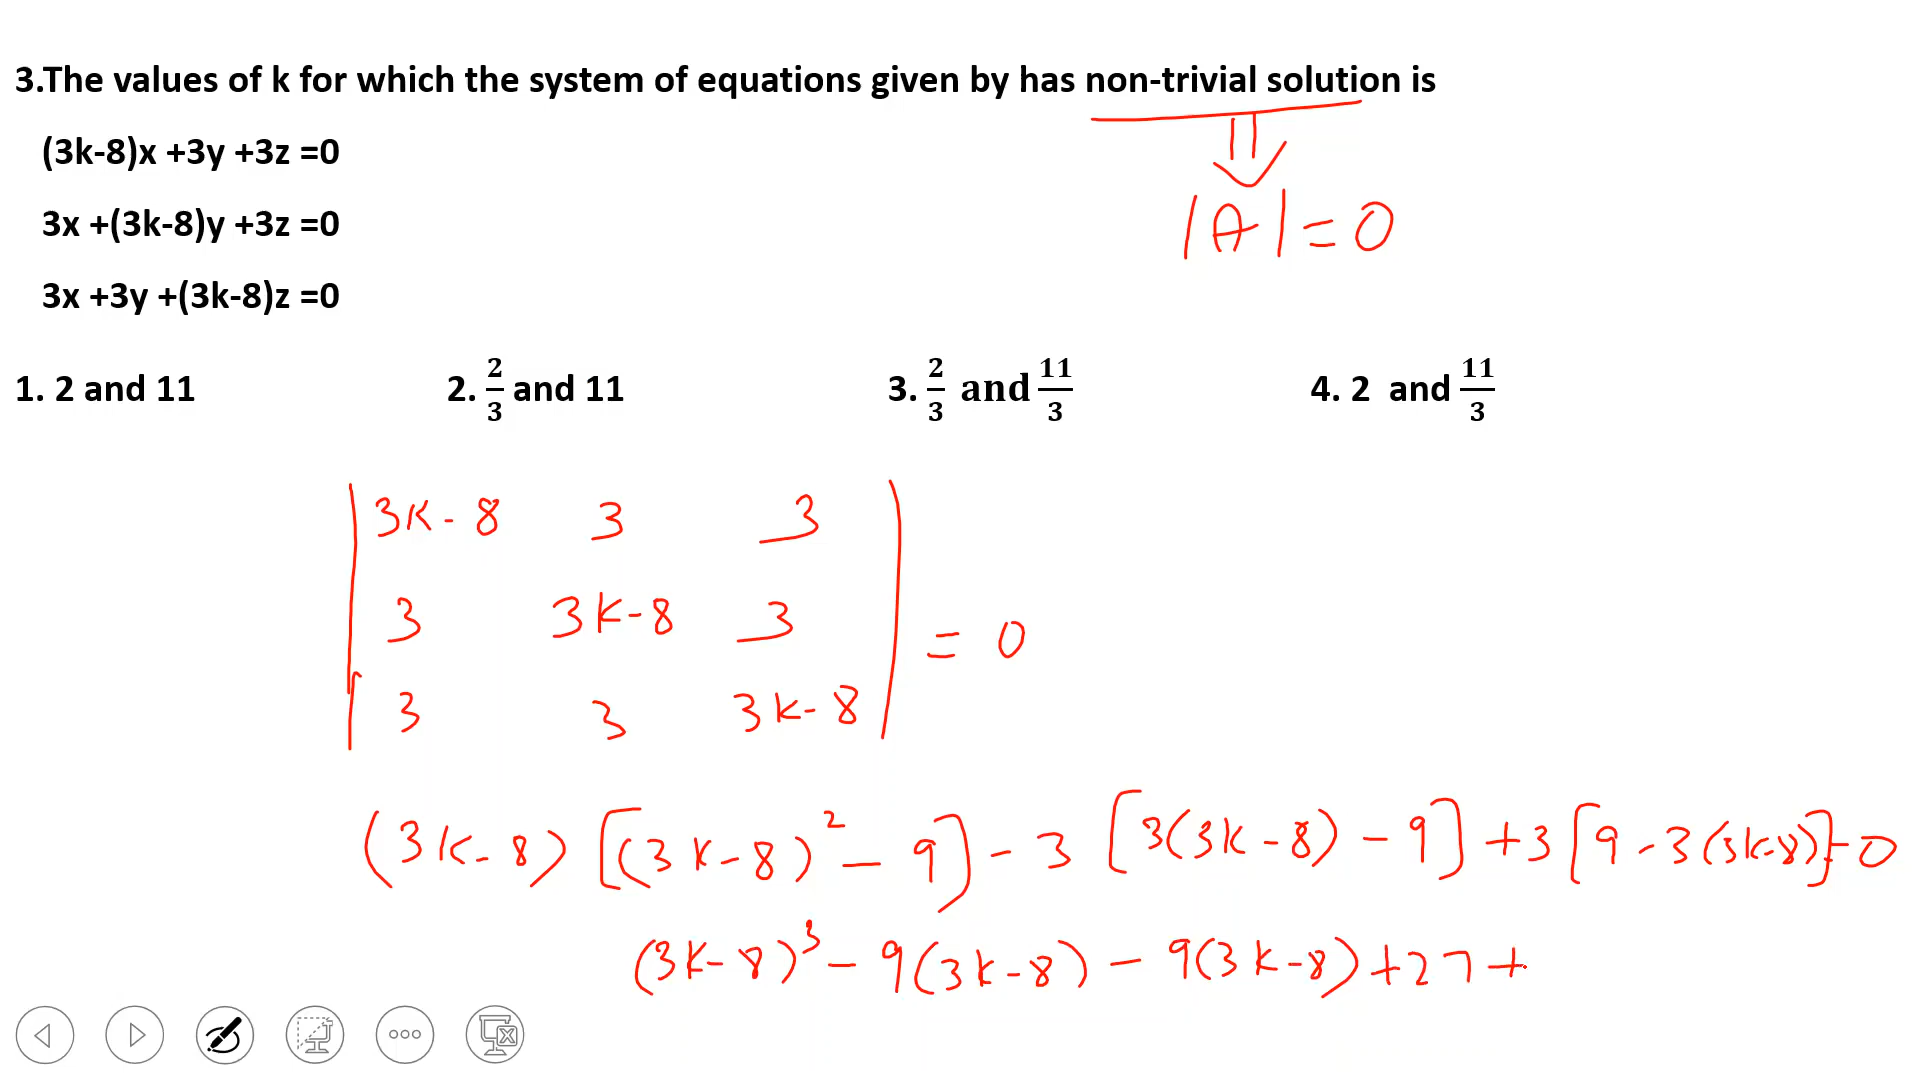 3.The values of k for which the system of equations given by has non-trivial solution is
(3k-8)x +3y +3z =0
3x +(3k-8)y +3z =0
3x +3y +(3k-8)z =0
|A| = 0
1. 2 and 11 2. 2/3 and 11 3. 2/3 and 11/3 4. 2 and 11/3
3k-8 3 3
3 3k-8 3
= 0
3 3 3k-8
(3k-8) [(3k-8)² - 9] - 3 [3(3k-8) - 9] + 3 [9 - 3(3k-8)] = 0
(3k-8)³ - 9(3k-8) - 9(3k-8) + 27 +